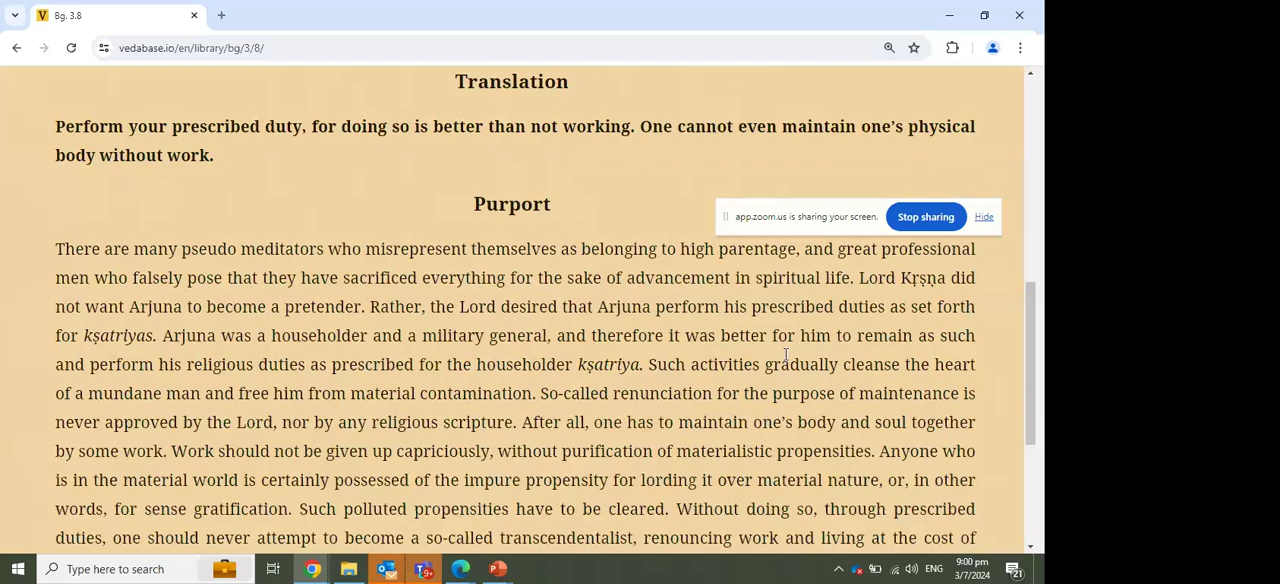 Bg. 3.8
vedabase.io/en/library/bg/3/8/
Translation
Perform your prescribed duty, for doing so is better than not working. One cannot even maintain one’s physical
body without work.
Purport
app.zoom.us is sharing your screen. Stop sharing Hide
There are many pseudo meditators who misrepresent themselves as belonging to high parentage, and great professional
men who falsely pose that they have sacrificed everything for the sake of advancement in spiritual life. Lord Kṛṣṇa did
not want Arjuna to become a pretender. Rather, the Lord desired that Arjuna perform his prescribed duties as set forth
for kṣatriyas. Arjuna was a householder and a military general, and therefore it was better for him to remain as such
and perform his religious duties as prescribed for the householder kṣatriya. Such activities gradually cleanse the heart
of a mundane man and free him from material contamination. So-called renunciation for the purpose of maintenance is
never approved by the Lord, nor by any religious scripture. After all, one has to maintain one’s body and soul together
by some work. Work should not be given up capriciously, without purification of materialistic propensities. Anyone who
is in the material world is certainly possessed of the impure propensity for lording it over material nature, or, in other
words, for sense gratification. Such polluted propensities have to be cleared. Without doing so, through prescribed
duties, one should never attempt to become a so-called transcendentalist, renouncing work and living at the cost of
Type here to search
ENG
9:00 pm
3/7/2024
21